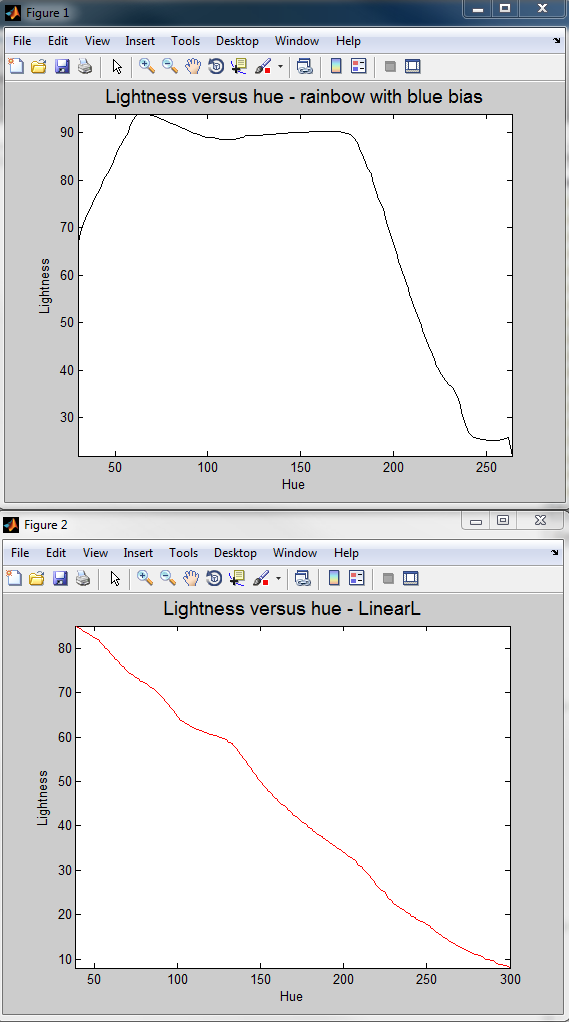 Figure 1
File Edit View Insert Tools Desktop Window Help
Lightness versus hue - rainbow with blue bias
90
80
70
60
50
40
30
Lightness
50 100 150 200 250
Hue
Figure 2
File Edit View Insert Tools Desktop Window Help
Lightness versus hue - LinearL
80
70
60
50
40
30
20
10
Lightness
50 100 150 200 250 300
Hue